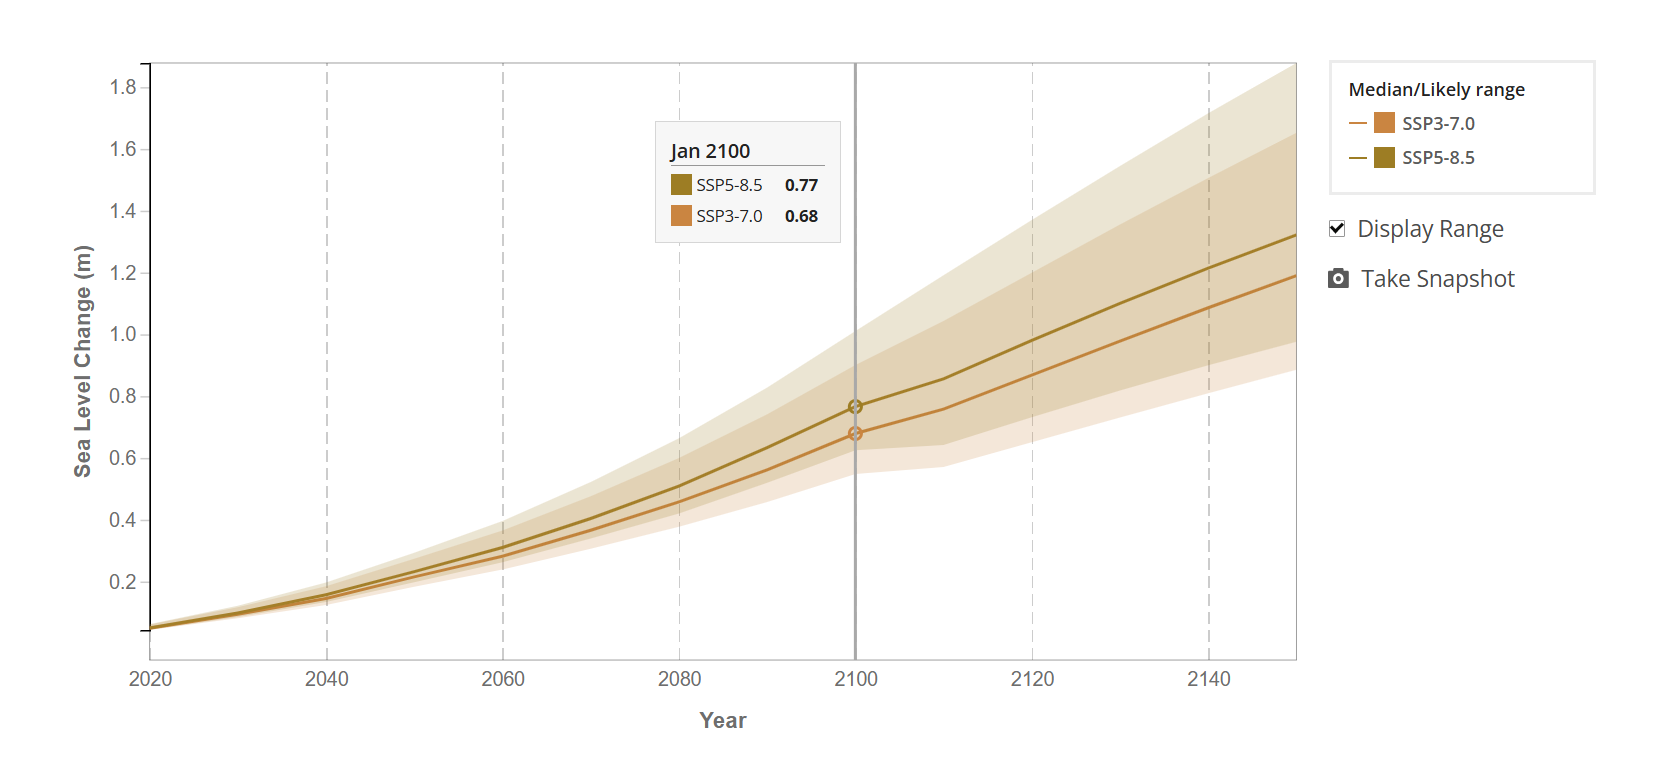 1.8
1.6
1.4
1.2
1.0
0.8
0.6
0.4
0.2
Sea Level Change (m)
2020 2040 2060 2080 2100 2120 2140
Year
Jan 2100
SSP5-8.5 0.77
SSP3-7.0 0.68
Median/Likely range
SSP3-7.0
SSP5-8.5
Display Range
Take Snapshot